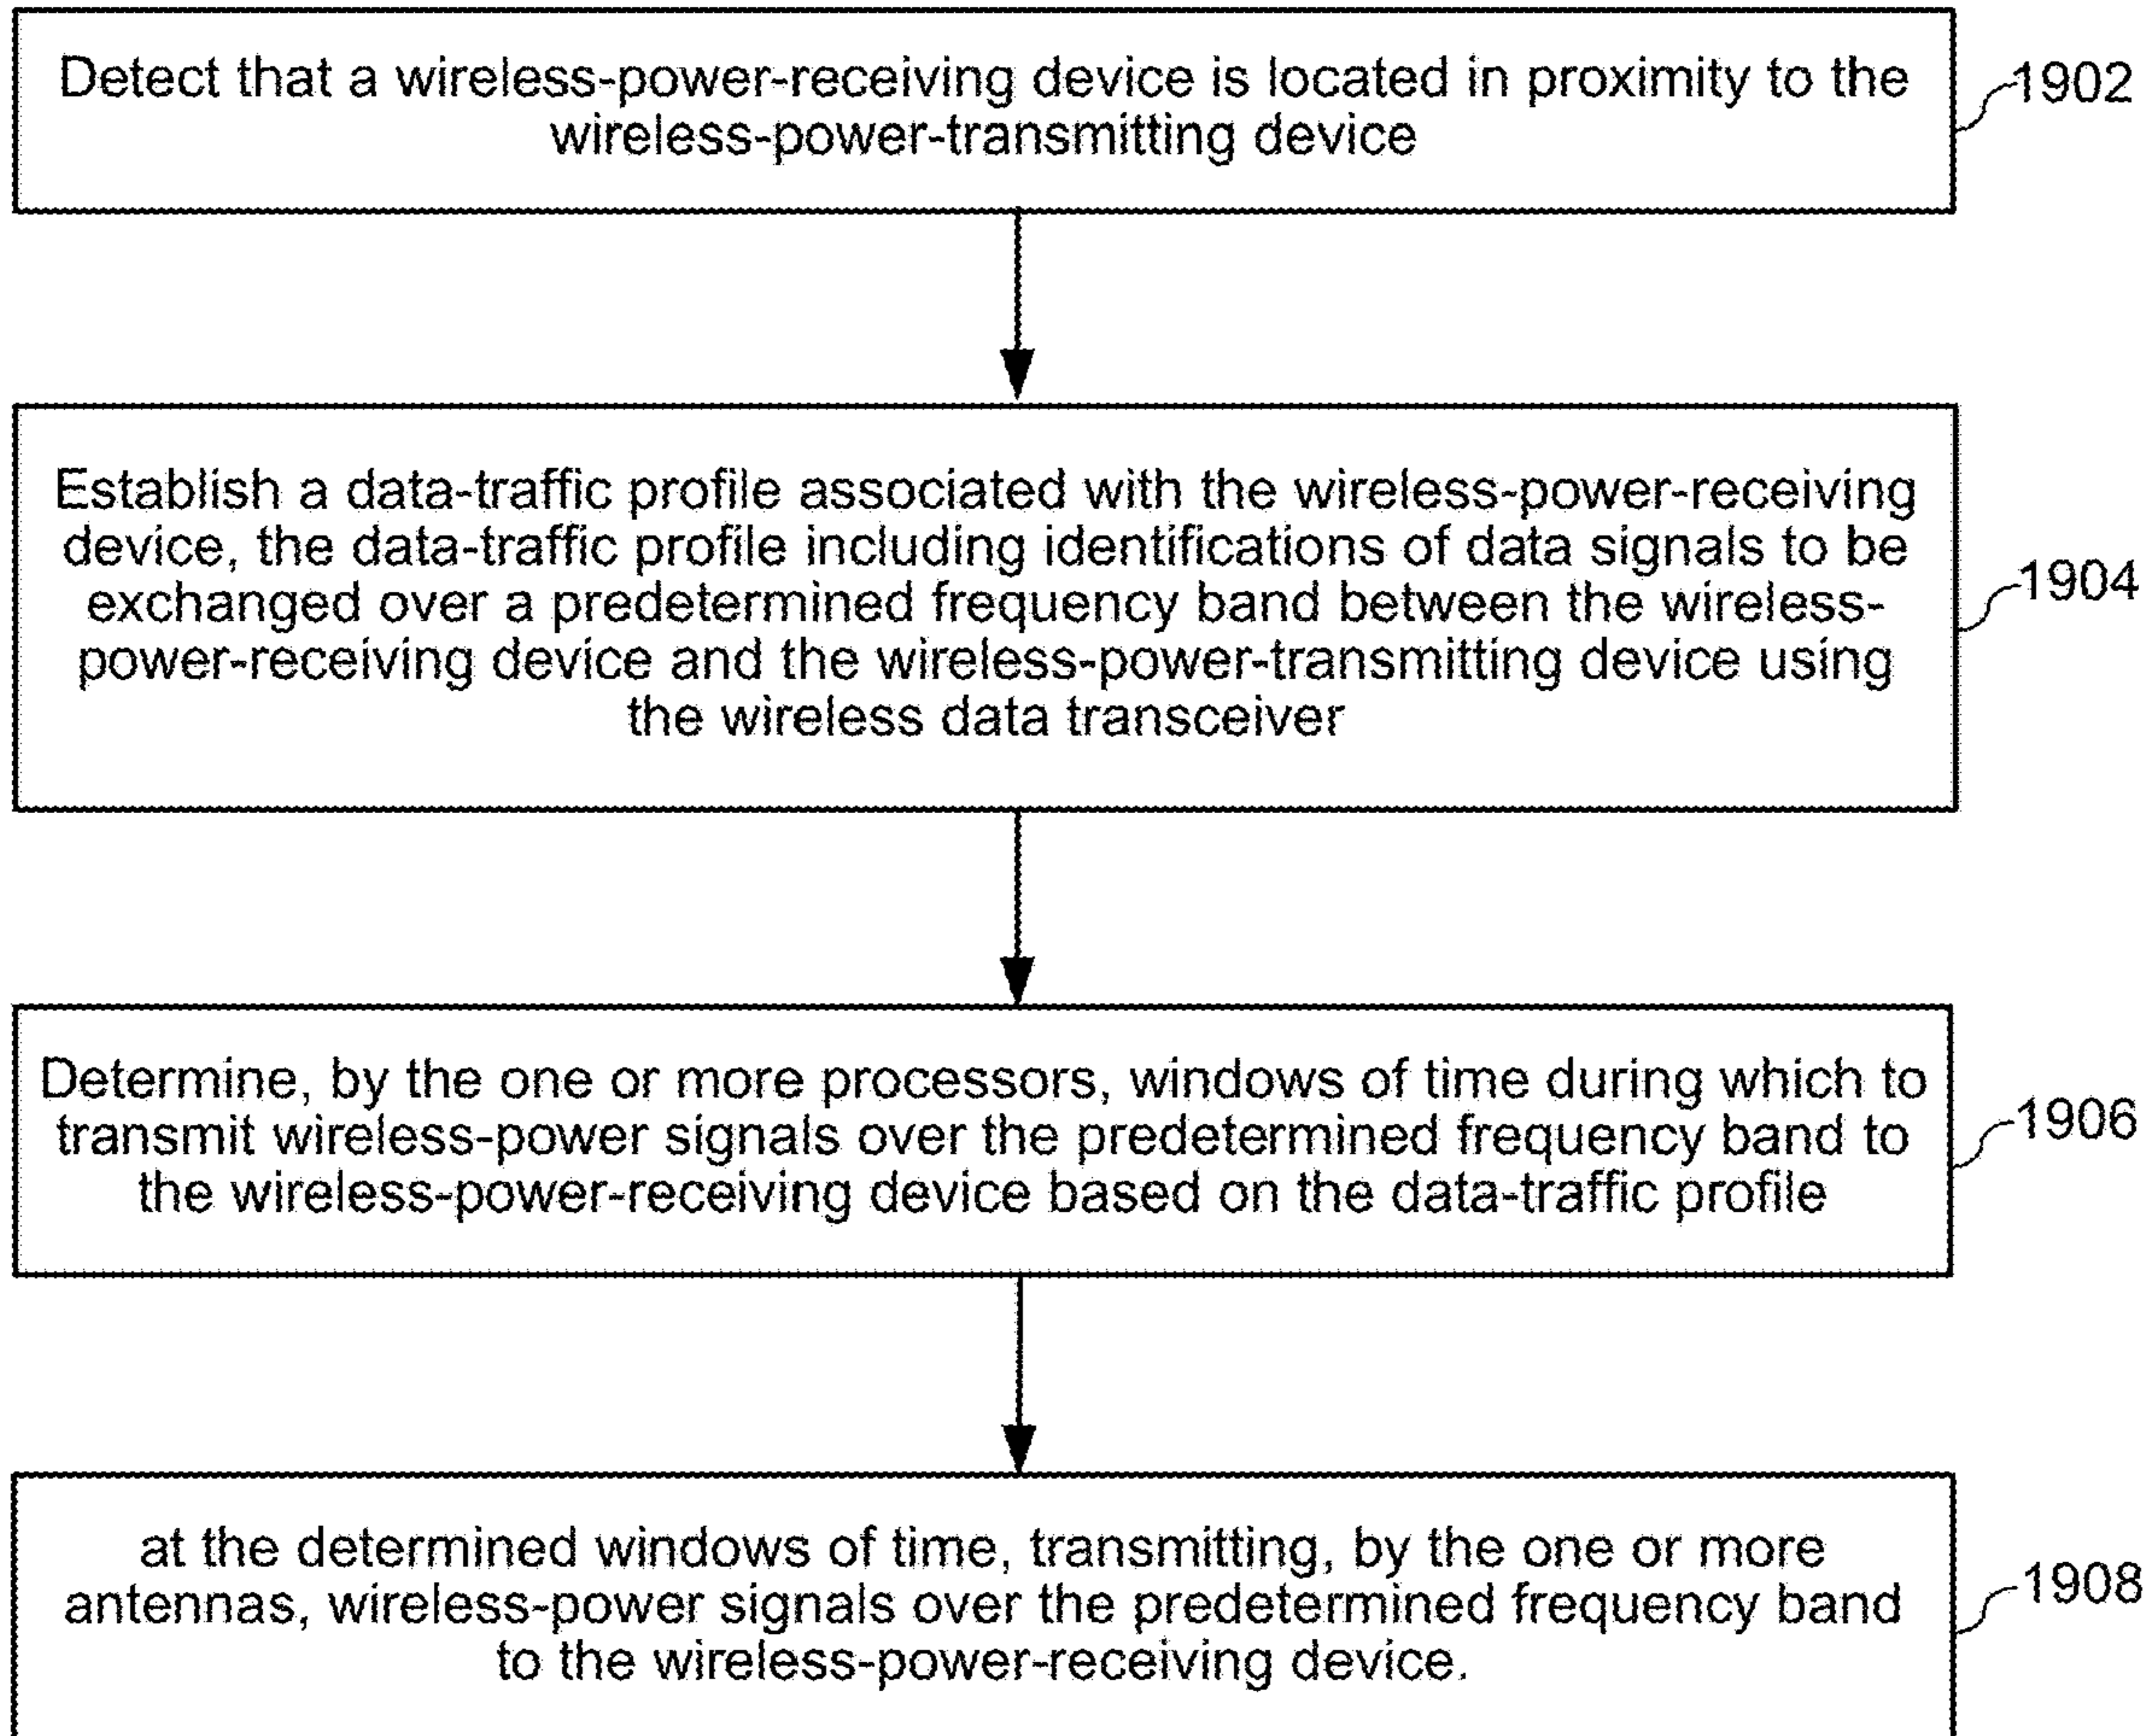 Detect that a wireless-power-receiving device is located in proximity to the
wireless-power-transmitting device
1902
Establish a data-traffic profile associated with the wireless-power-receiving
device, the data-traffic profile including identifications of data signals to be
exchanged over a predetermined frequency band between the wireless-
power-receiving device and the wireless-power-transmitting device using
the wireless data transceiver
1904
Determine, by the one or more processors, windows of time during which to
transmit wireless-power signals over the predetermined frequency band to
the wireless-power-receiving device based on the data-traffic profile
1906
at the determined windows of time, transmitting, by the one or more
antennas, wireless-power signals over the predetermined frequency band
to the wireless-power-receiving device.
1908